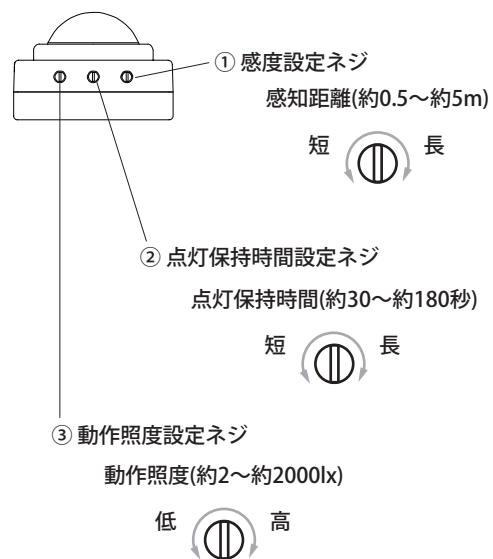 ① 感度設定ネジ
感知距離(約0.5～約5m)
短 長
② 点灯保持時間設定ネジ
点灯保持時間(約30～約180秒)
短 長
③ 動作照度設定ネジ
動作照度(約2～約2000lx)
低 高